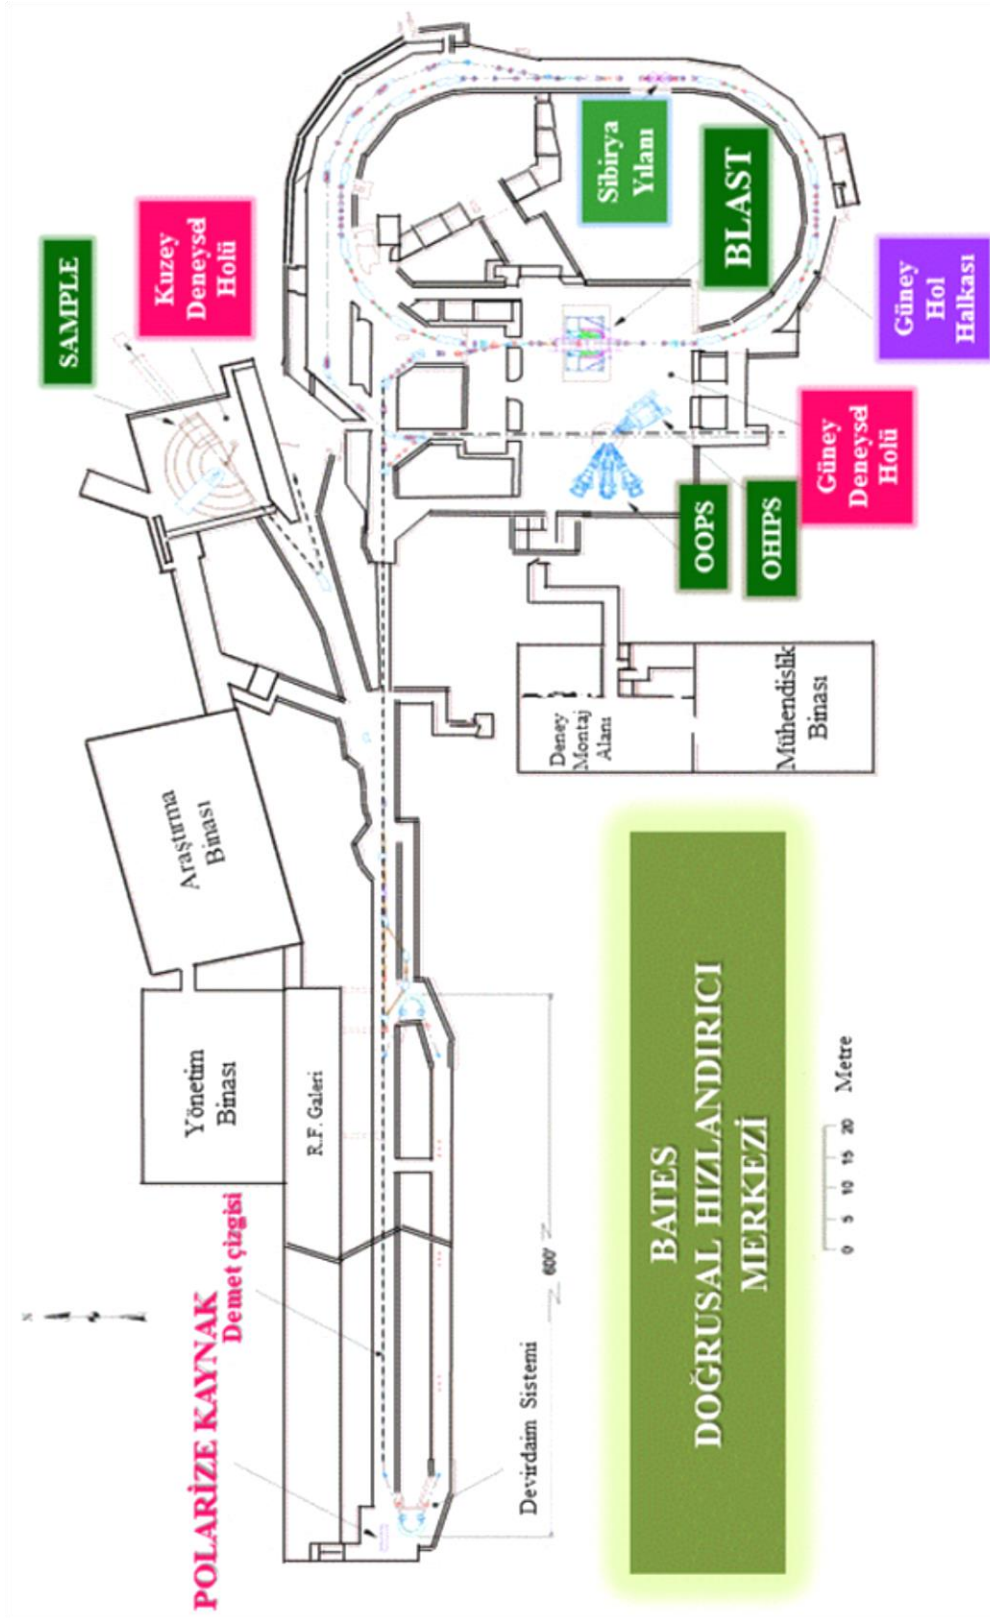 SAMPLE
Kuzey
Deneysel
Holü
Sibirya
Yılanı
BLAST
Güney
Hol
Halkası
Güney
Deneysel
Holü
OOPS
OHIPS
Araştırma
Binası
Yönetim
Binası
R.F. Galeri
Deney
Montaj
Alanı
Mühendislik
Binası
POLARİZE KAYNAK
Demet çizgisi
Devirdaim Sistemi
600'
BATES
DOĞRUSAL HIZLANDIRICI
MERKEZİ
0 5 10 15 20 Metre
N